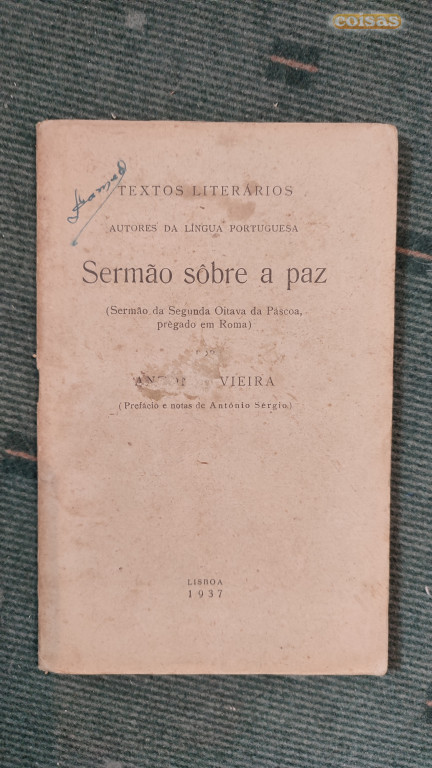 coisas
TEXTOS LITERÁRIOS
AUTORES DA LÍNGUA PORTUGUESA
Sermão sôbre a paz
(Sermão da Segunda Oitava da Páscoa,
prègado em Roma)
VIEIRA
(Prefácio e notas de António Sérgio)
LISBOA
1937